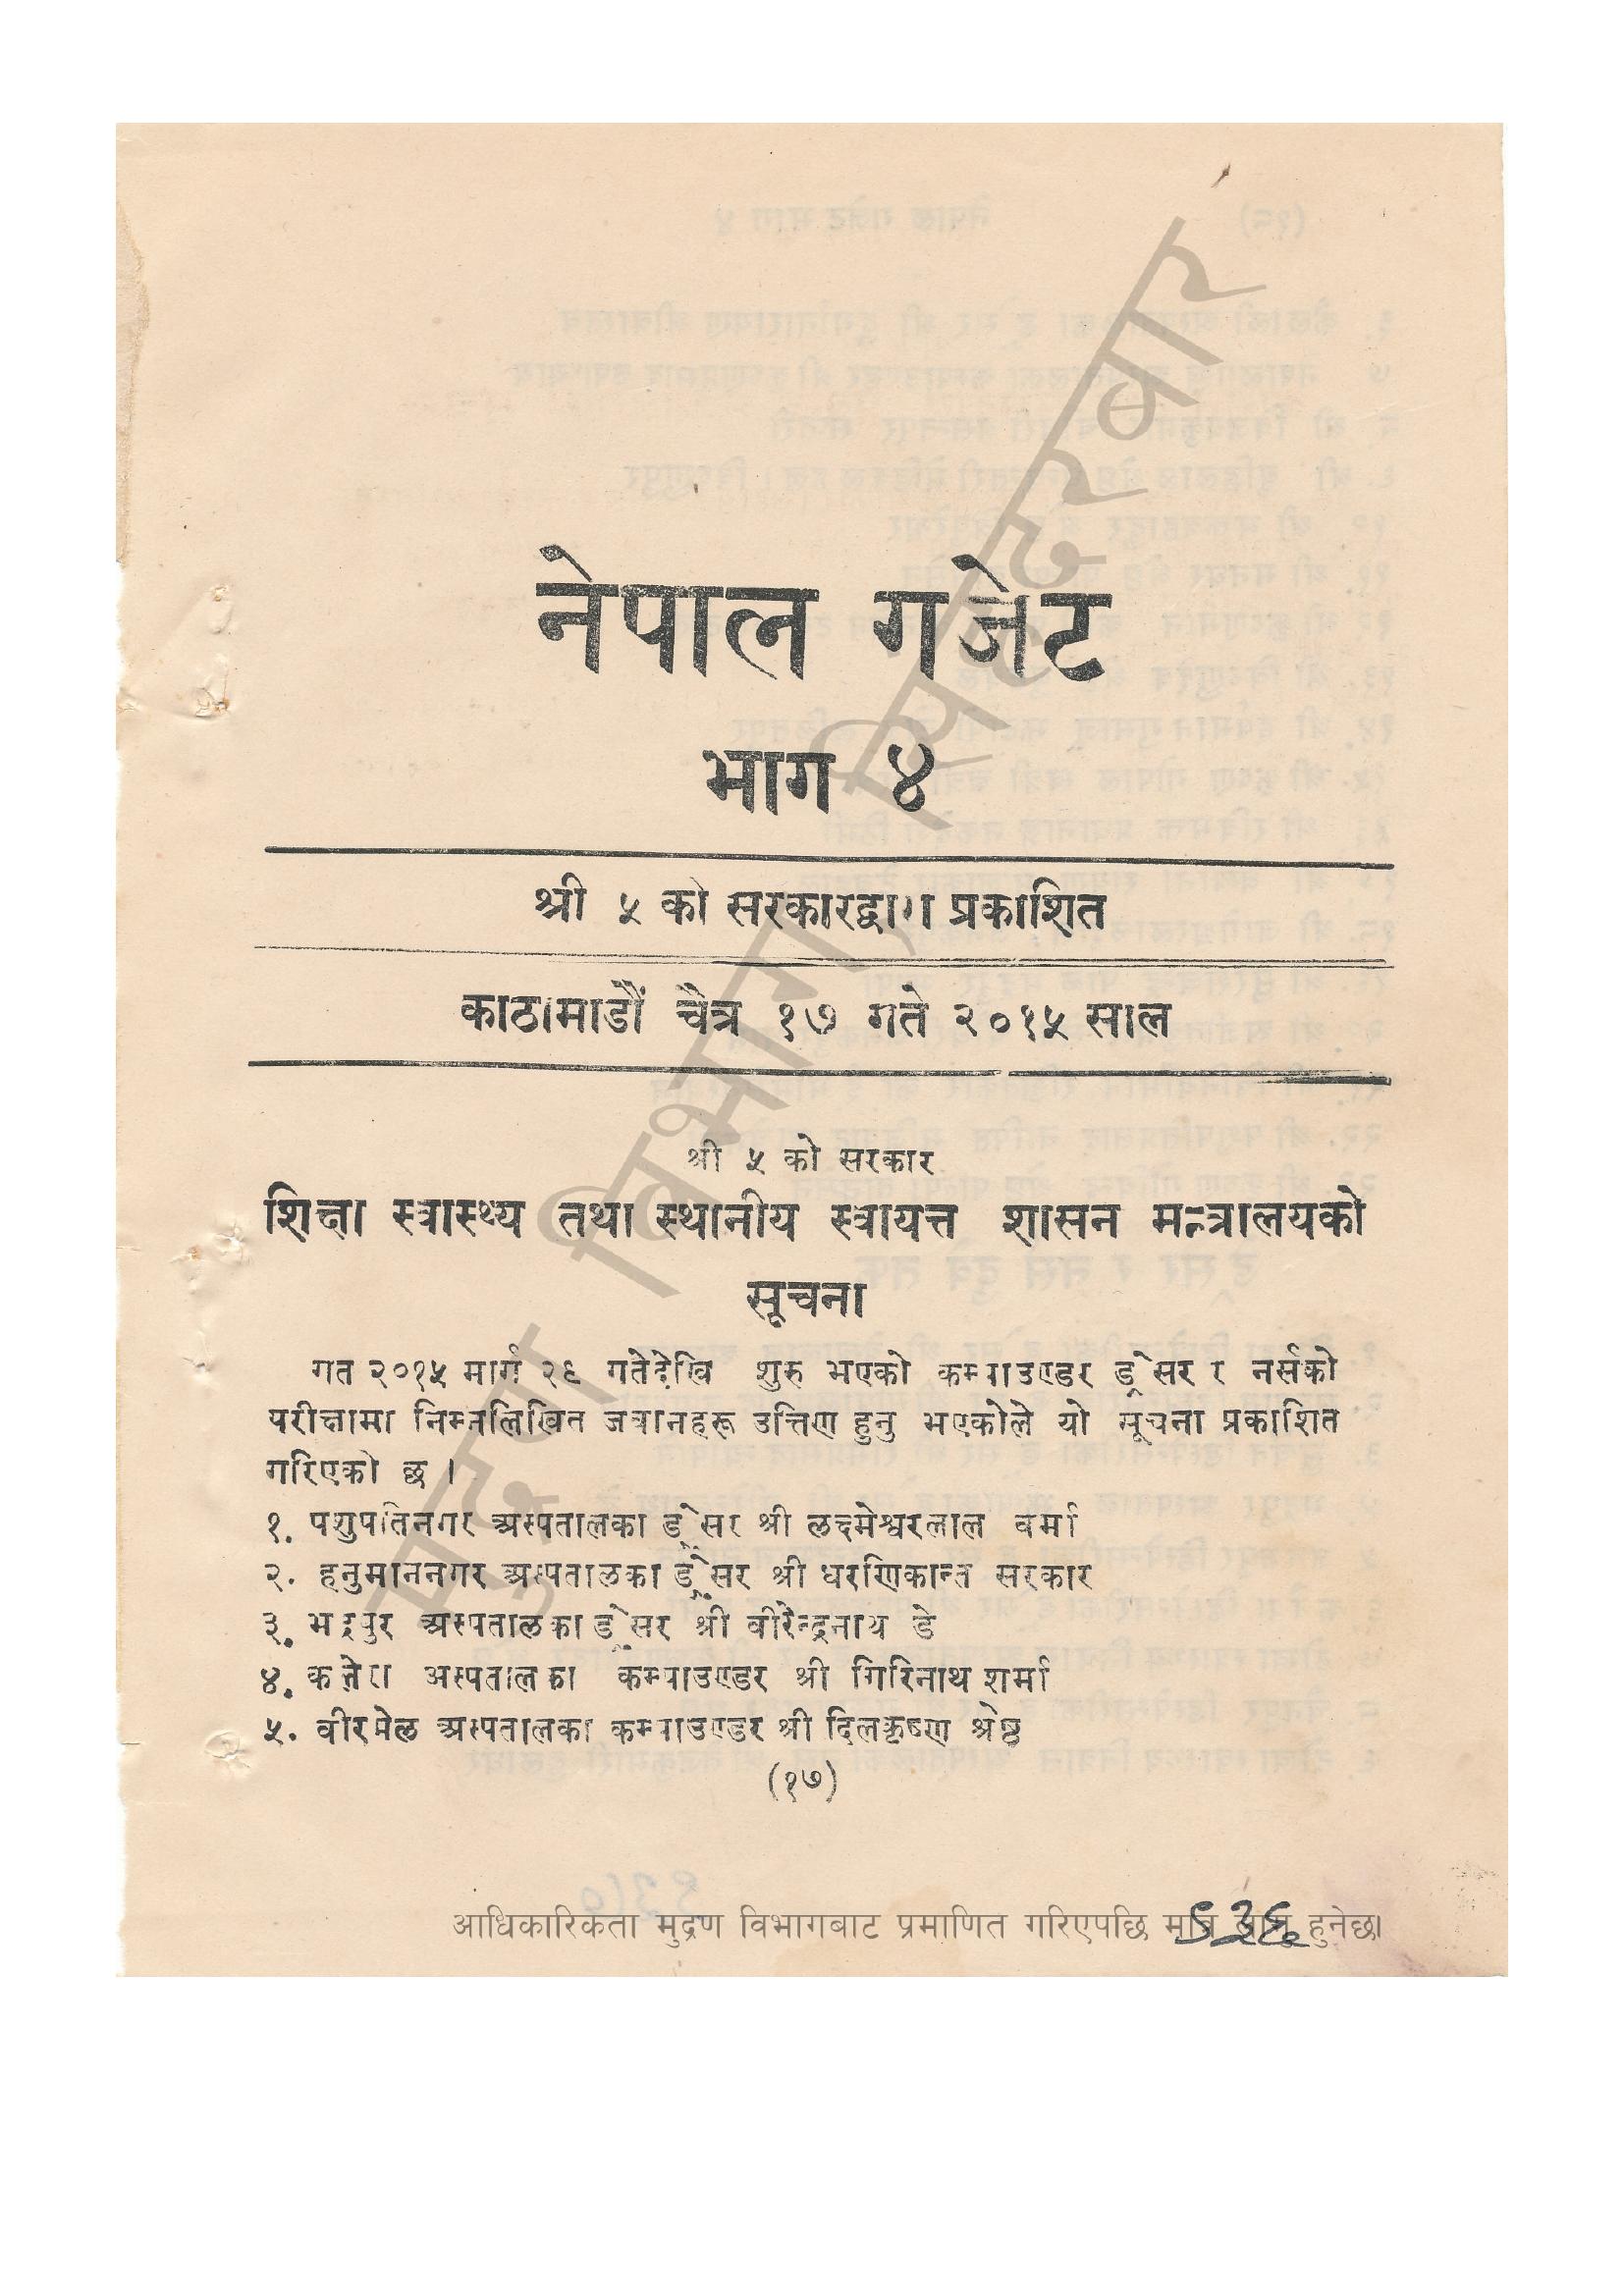 नेपाल गजेट
भाग ४
श्री ५ को सरकारद्वारा प्रकाशित
काठमाडौं चैत्र १७ गते २०१५ साल
श्री ५ को सरकार
शिक्षा स्वास्थ्य तथा स्थानीय स्वायत्त शासन मन्त्रालयको
सूचना
गत २०१५ मार्ग २९ गतेदेखि शुरु भएको कम्पाउण्डर ड्रेसर र नर्सको
परीक्षामा निम्नलिखित जवानहरू उत्तिण हुनु भएकोले यो सूचना प्रकाशित
गरिएको छ ।
१. पशुपतिनगर अस्पतालका ड्रेसर श्री लक्ष्मेश्वरलाल वर्मा
२. हनुमाननगर अस्पतालका ड्रेसर श्री धरणिकान्त सरकार
३. भद्रपुर अस्पतालका ड्रेसर श्री वीरेन्द्रनाथ डे
४. अस्पतालका कम्पाउण्डर श्री गिरिनाथ शर्मा
५. वीरमेल अस्पतालका कम्पाउण्डर श्री दिलकृष्ण श्रेष्ठ
(१७)
मुद्रण विभाग, सिंहदरवार
आधिकारिकता मुद्रण विभागबाट प्रमाणित गरिएपछि मात्र लागु हुनेछ।